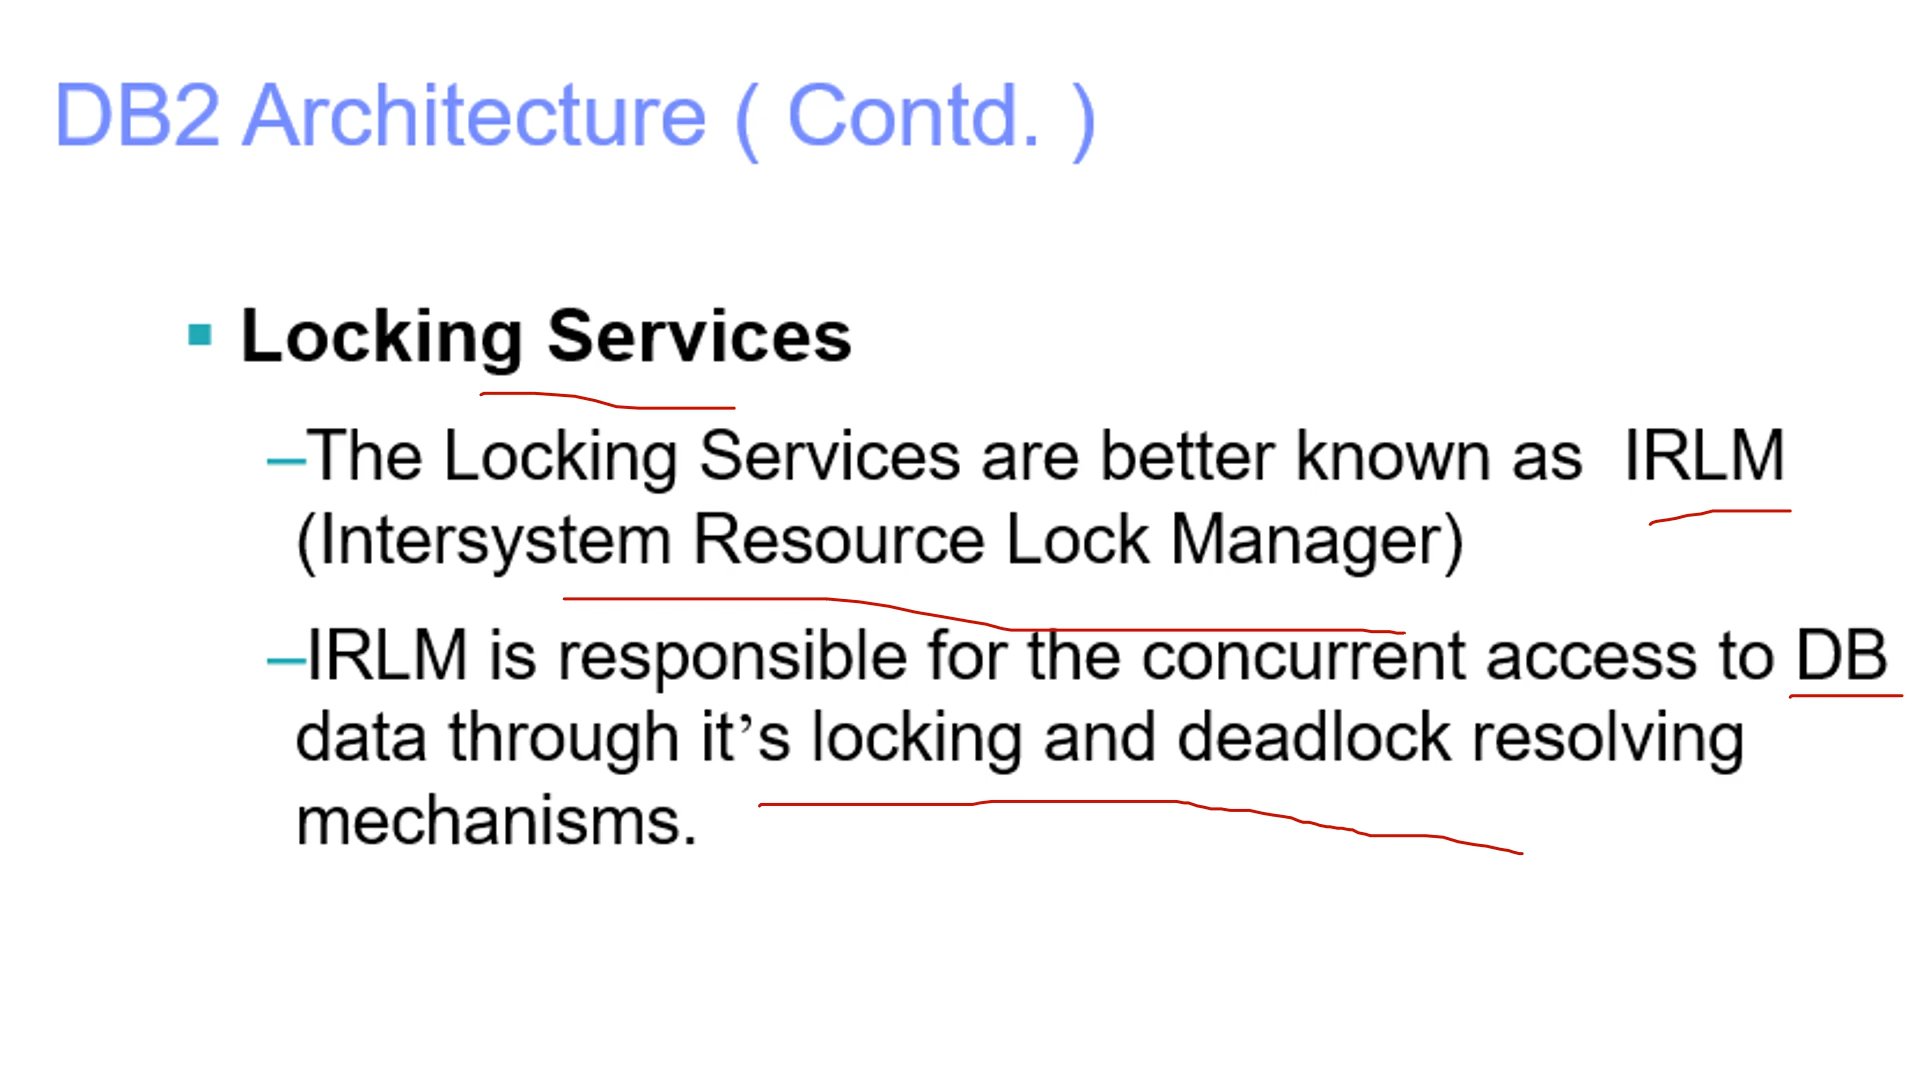 DB2 Architecture ( Contd. )
▪ Locking Services
–The Locking Services are better known as  IRLM
(Intersystem Resource Lock Manager)
–IRLM is responsible for the concurrent access to DB
data through it’s locking and deadlock resolving
mechanisms.